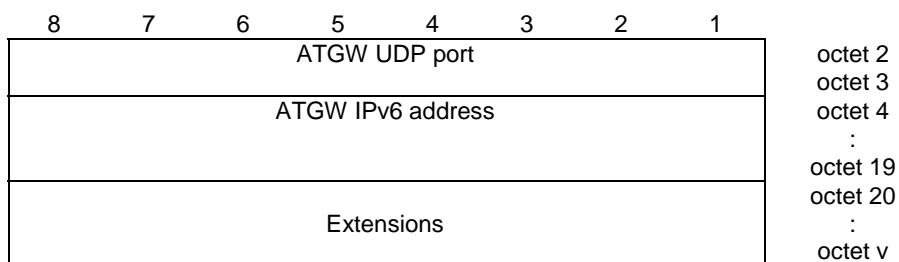 8 7 6 5 4 3 2 1
ATGW UDP port octet 2
octet 3
ATGW IPv6 address octet 4
:
octet 19
octet 20
Extensions :
octet v